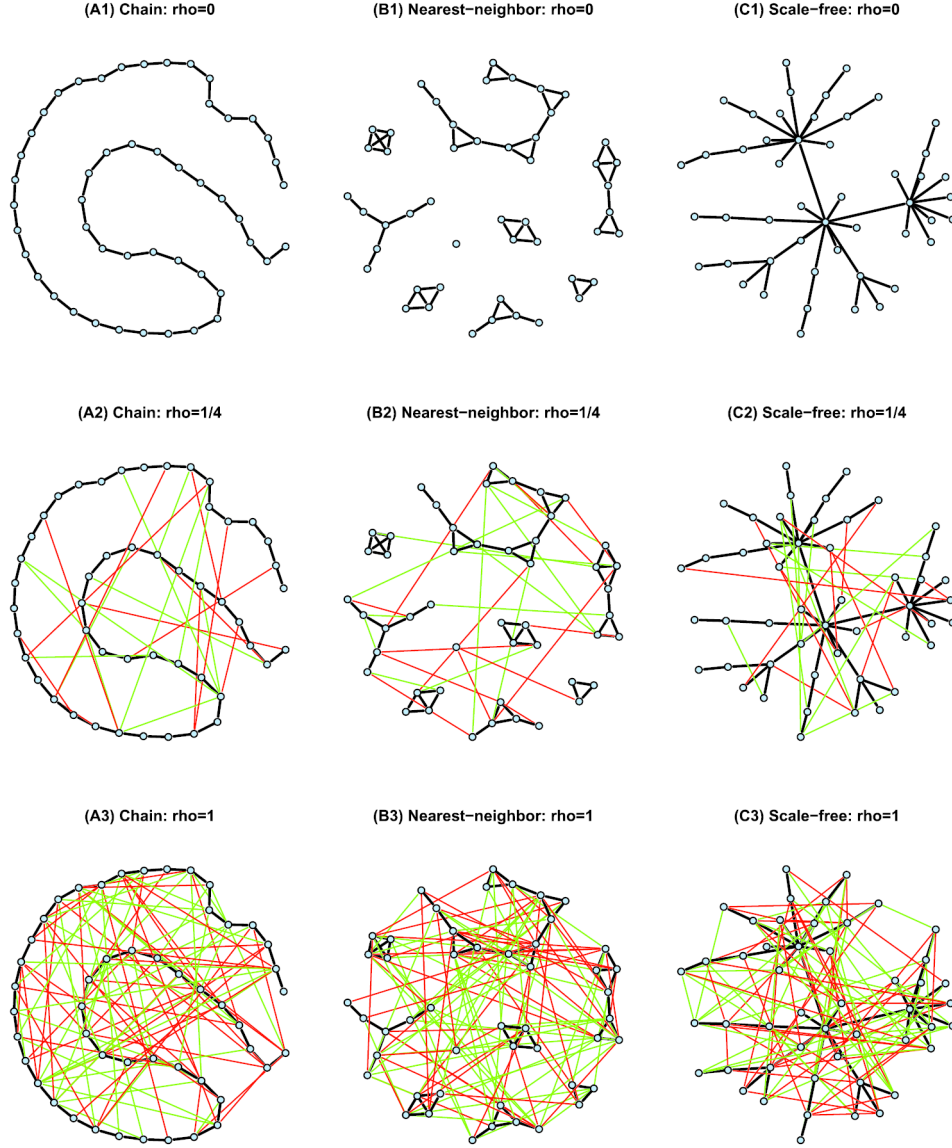 (A1) Chain: rho=0
(B1) Nearest−neighbor: rho=0
(C1) Scale−free: rho=0
(A2) Chain: rho=1/4
(B2) Nearest−neighbor: rho=1/4
(C2) Scale−free: rho=1/4
(A3) Chain: rho=1
(B3) Nearest−neighbor: rho=1
(C3) Scale−free: rho=1